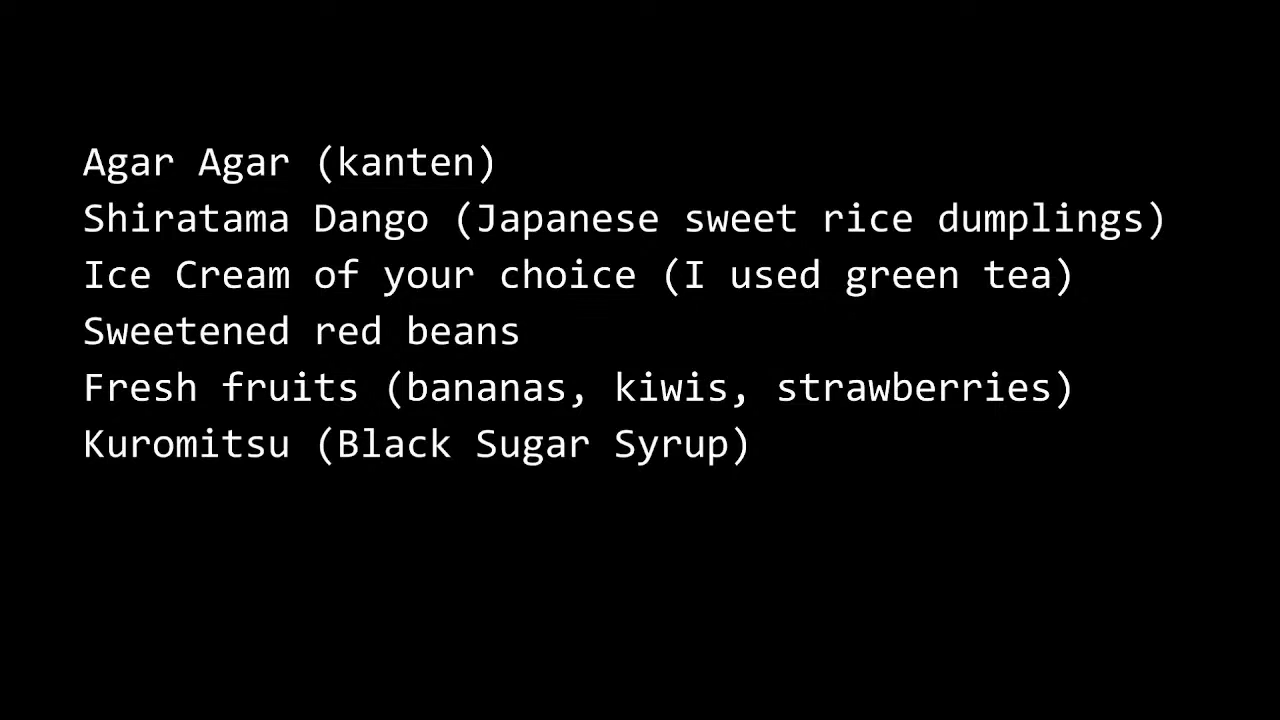 Agar Agar (kanten)
Shiratama Dango (Japanese sweet rice dumplings)
Ice Cream of your choice (I used green tea)
Sweetened red beans
Fresh fruits (bananas, kiwis, strawberries)
Kuromitsu (Black Sugar Syrup)